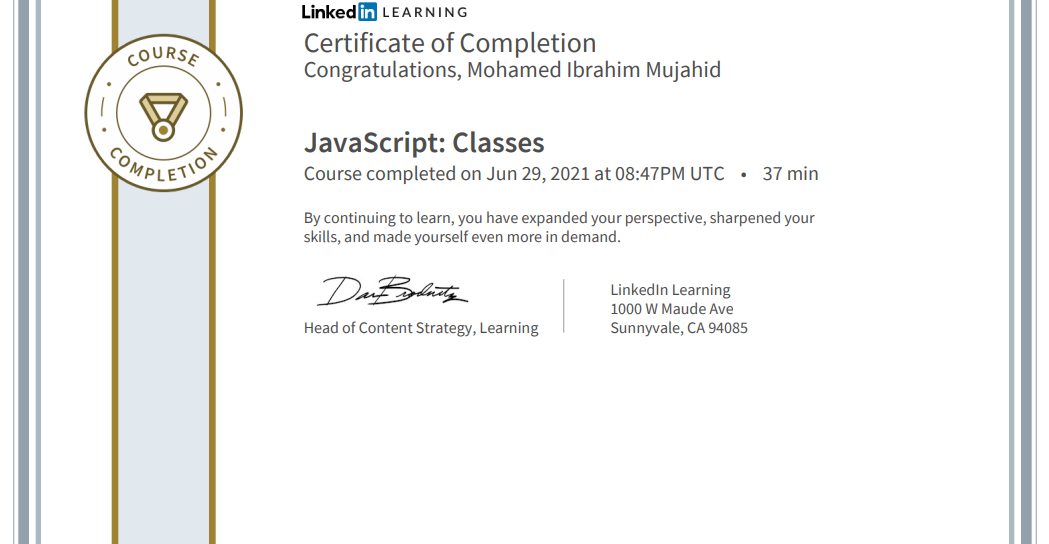 LinkedIn LEARNING
Certificate of Completion
Congratulations, Mohamed Ibrahim Mujahid
COURSE
COMPLETION
JavaScript: Classes
Course completed on Jun 29, 2021 at 08:47PM UTC • 37 min
By continuing to learn, you have expanded your perspective, sharpened your
skills, and made yourself even more in demand.
Head of Content Strategy, Learning
LinkedIn Learning
1000 W Maude Ave
Sunnyvale, CA 94085